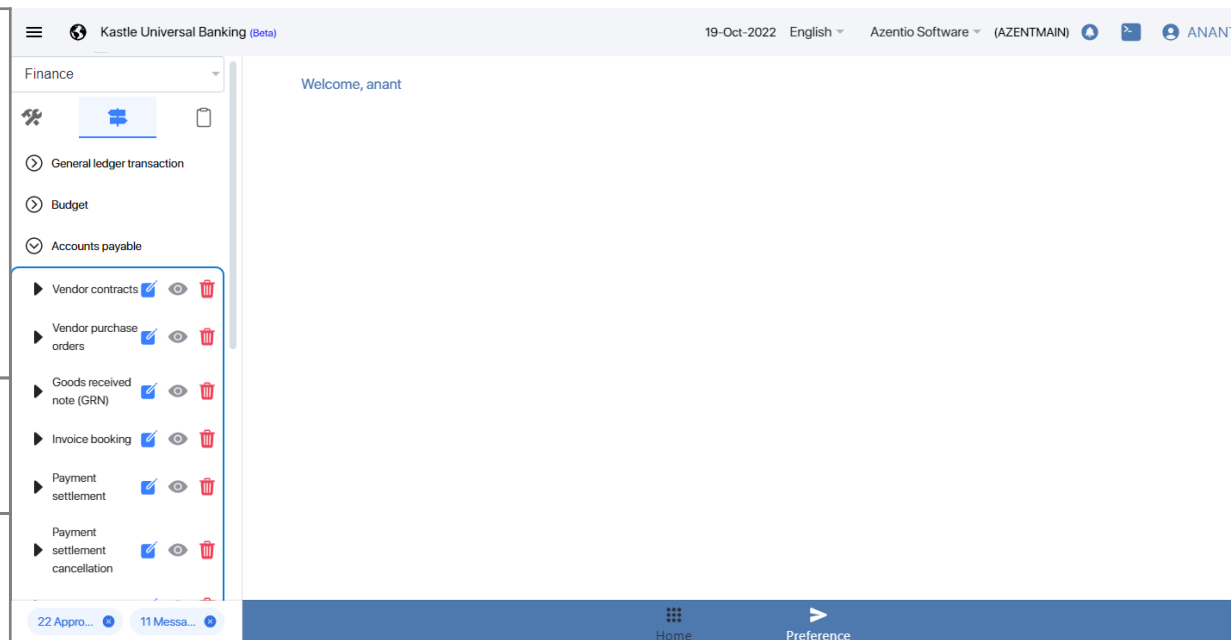 Kastle Universal Banking (Beta)
19-Oct-2022 English Azentio Software (AZENTMAIN) ANANT
Finance
Welcome, anant
General ledger transaction
Budget
Accounts payable
Vendor contracts
Vendor purchase
orders
Goods received
note (GRN)
Invoice booking
Payment
settlement
Payment
settlement
cancellation
22 Appro... 11 Messa...
Home Preference